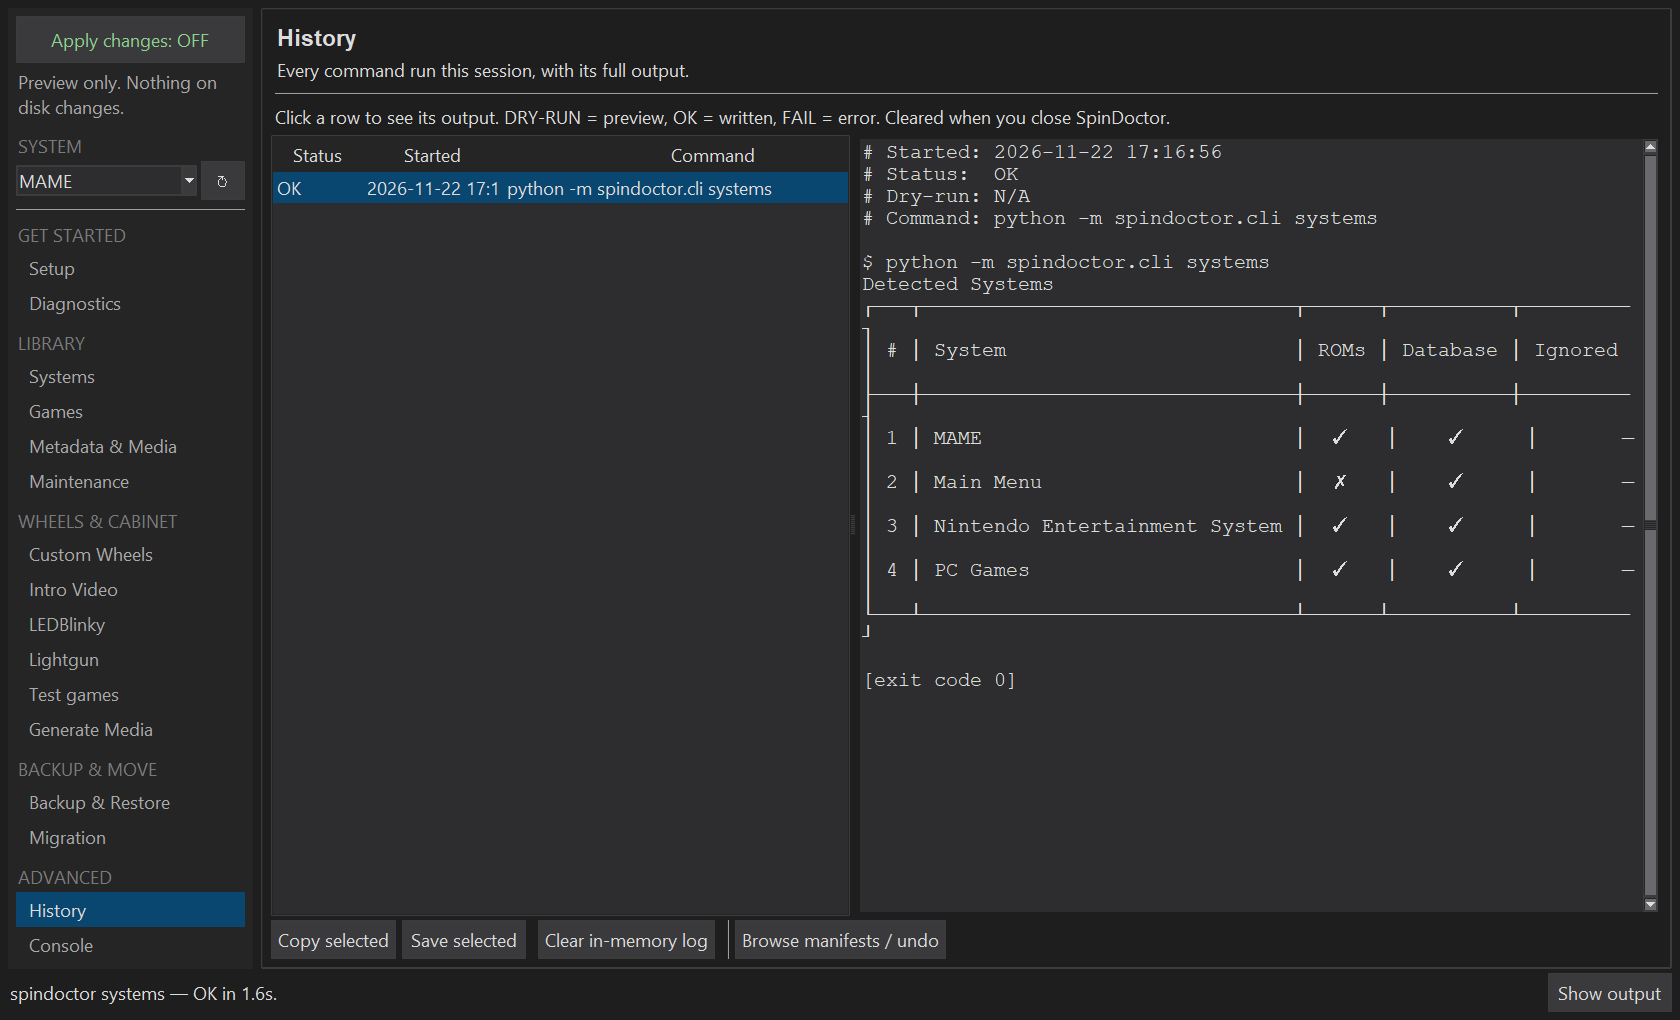 Apply changes: OFF
Preview only. Nothing on
disk changes.
SYSTEM
MAME
GET STARTED
Setup
Diagnostics
LIBRARY
Systems
Games
Metadata & Media
Maintenance
WHEELS & CABINET
Custom Wheels
Intro Video
LEDBlinky
Lightgun
Test games
Generate Media
BACKUP & MOVE
Backup & Restore
Migration
ADVANCED
History
Console
History
Every command run this session, with its full output.
Click a row to see its output. DRY-RUN = preview, OK = written, FAIL = error. Cleared when you close SpinDoctor.
Status Started Command
OK 2026-11-22 17:1 python -m spindoctor.cli systems
# Started: 2026-11-22 17:16:56
# Status: OK
# Dry-run: N/A
# Command: python -m spindoctor.cli systems
$ python -m spindoctor.cli systems
Detected Systems
# | System | ROMs | Database | Ignored
1 | MAME | ✓ | ✓ | —
2 | Main Menu | ✗ | ✓ | —
3 | Nintendo Entertainment System | ✓ | ✓ | —
4 | PC Games | ✓ | ✓ | —
[exit code 0]
Copy selected Save selected Clear in-memory log Browse manifests / undo
spindoctor systems — OK in 1.6s.
Show output